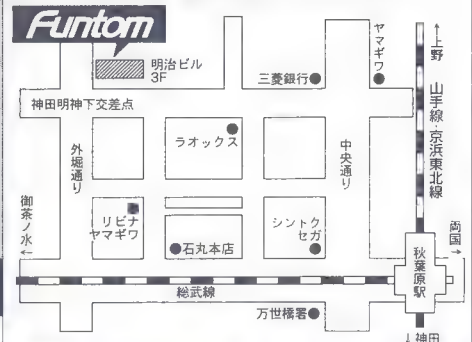 Funtom
明治ビル
3F
神田明神下交差点
三菱銀行
ヤマギワ
↑上野
山手線・京浜東北線
外堀通り
ラオックス
中央通り
御茶ノ水←
リビナ
ヤマギワ
石丸本店
シントク
セガ
両国→
秋葉原駅
総武線
万世橋署
↓神田